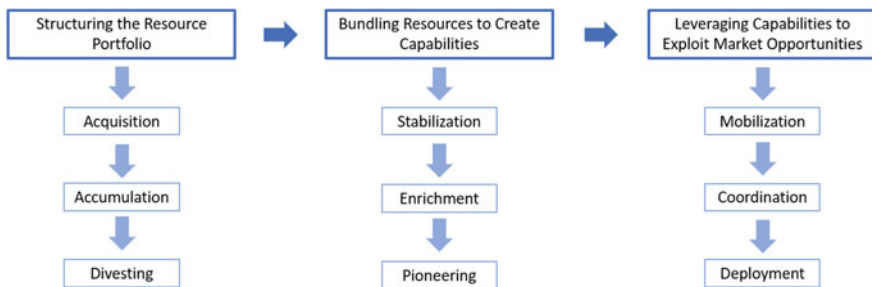 Structuring the Resource
Portfolio
Bundling Resources to Create
Capabilities
Leveraging Capabilities to
Exploit Market Opportunities
Acquisition
Stabilization
Mobilization
Accumulation
Enrichment
Coordination
Divesting
Pioneering
Deployment